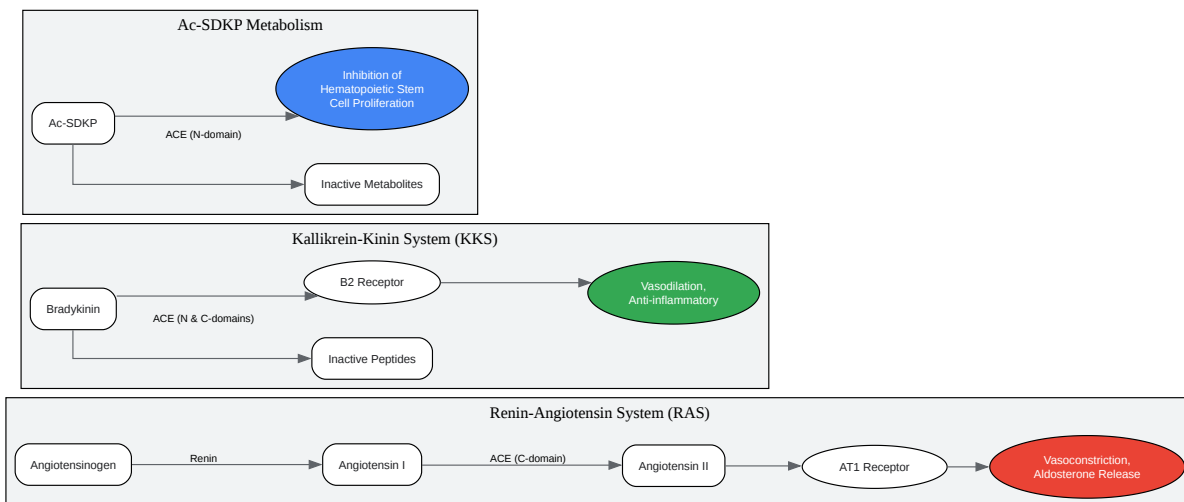 Ac-SDKP Metabolism
Inhibition of
Hematopoietic Stem
Cell Proliferation
Ac-SDKP
ACE (N-domain)
Inactive Metabolites
Kallikrein-Kinin System (KKS)
B2 Receptor
Vasodilation,
Anti-inflammatory
Bradykinin
ACE (N & C-domains)
Inactive Peptides
Renin-Angiotensin System (RAS)
Angiotensinogen
Renin
Angiotensin I
ACE (C-domain)
Angiotensin II
AT1 Receptor
Vasoconstriction,
Aldosterone Release